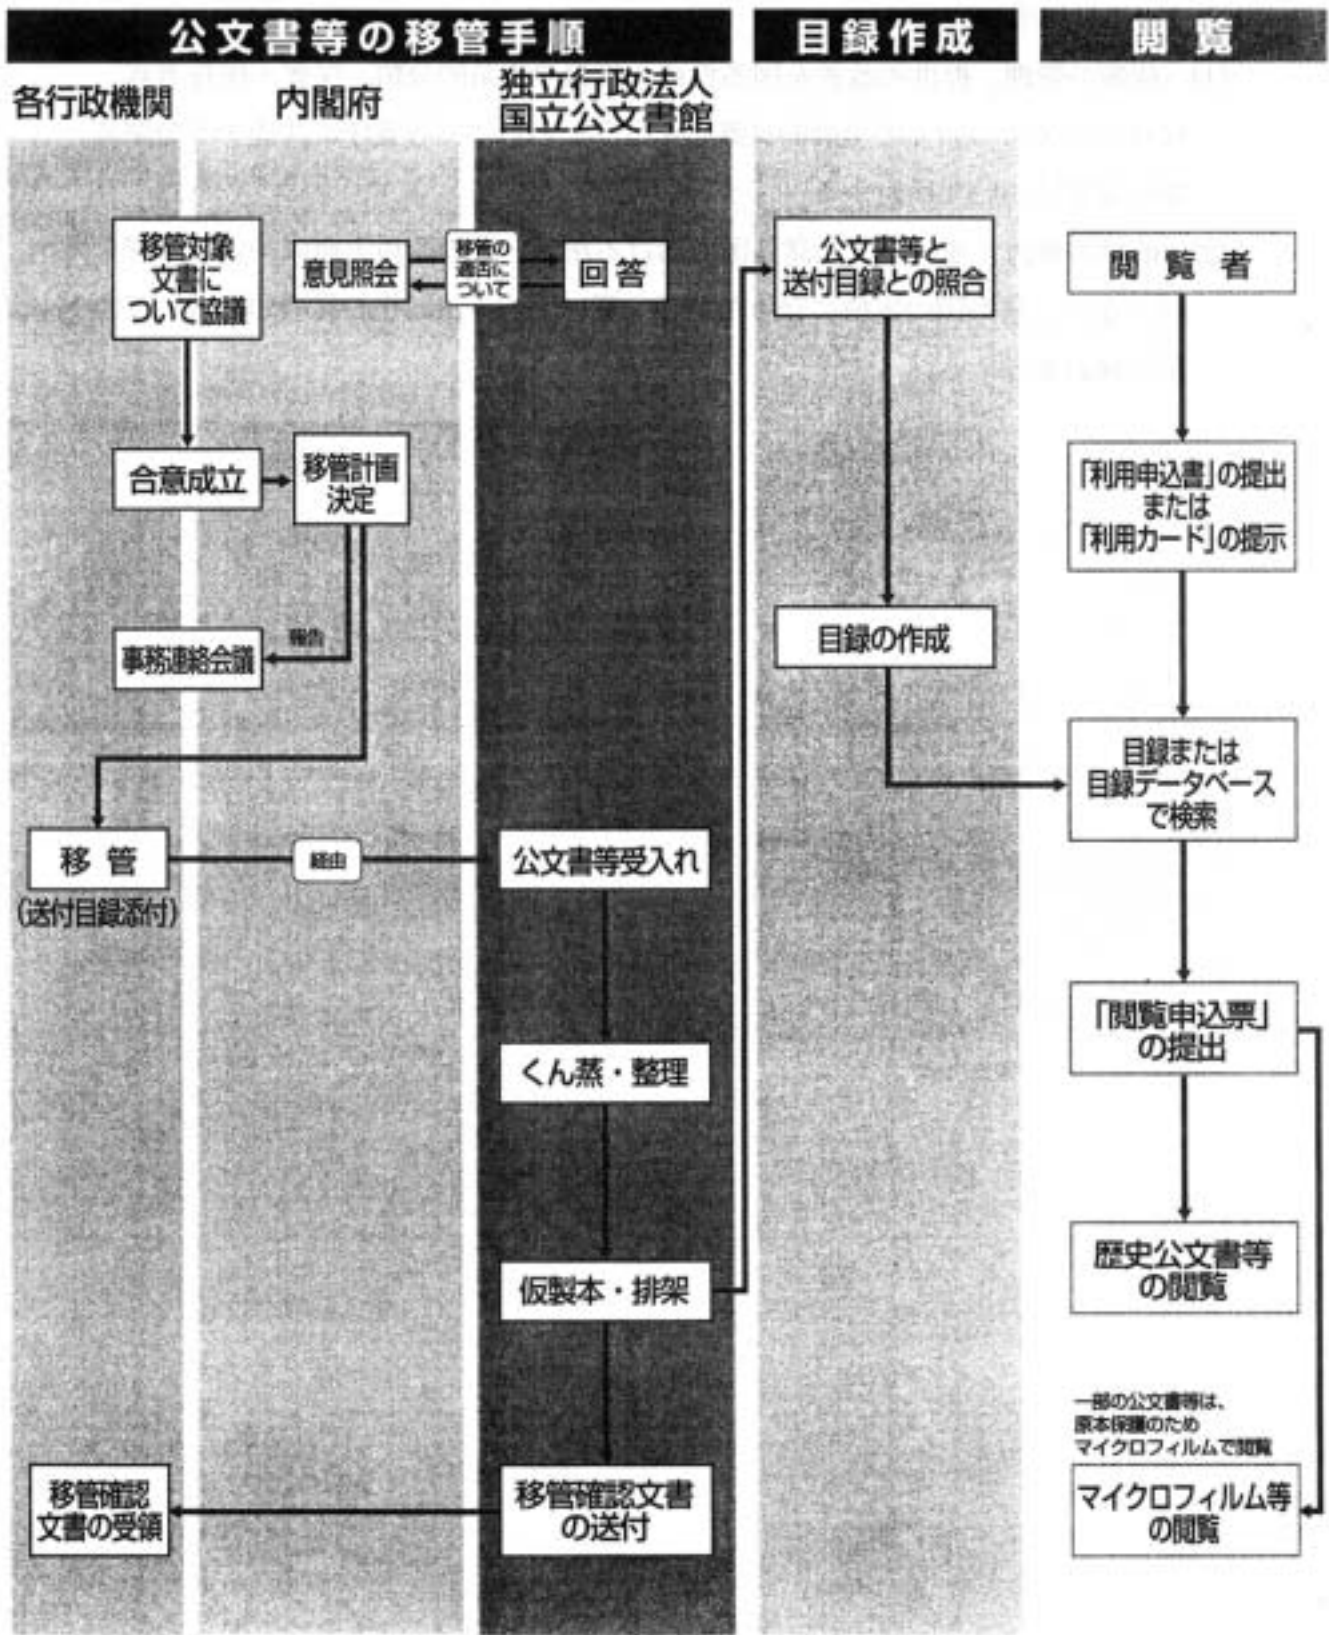 公文書等の移管手順
目録作成
閲覧
各行政機関
内閣府
独立行政法人
国立公文書館
移管対象
文書に
ついて協議
意見照会
移管の
適否に
ついて
回答
合意成立
移管計画
決定
報告
事務連絡会議
移管
(送付目録添付)
経由
公文書等受入れ
くん蒸・整理
仮製本・排架
移管確認文書
の送付
移管確認
文書の受領
公文書等と
送付目録との照合
目録の作成
閲覧者
「利用申込書」の提出
または
「利用カード」の提示
目録または
目録データベース
で検索
「閲覧申込票」
の提出
歴史公文書等
の閲覧
一部の公文書等は、
原本保護のため
マイクロフィルムで閲覧
マイクロフィルム等
の閲覧